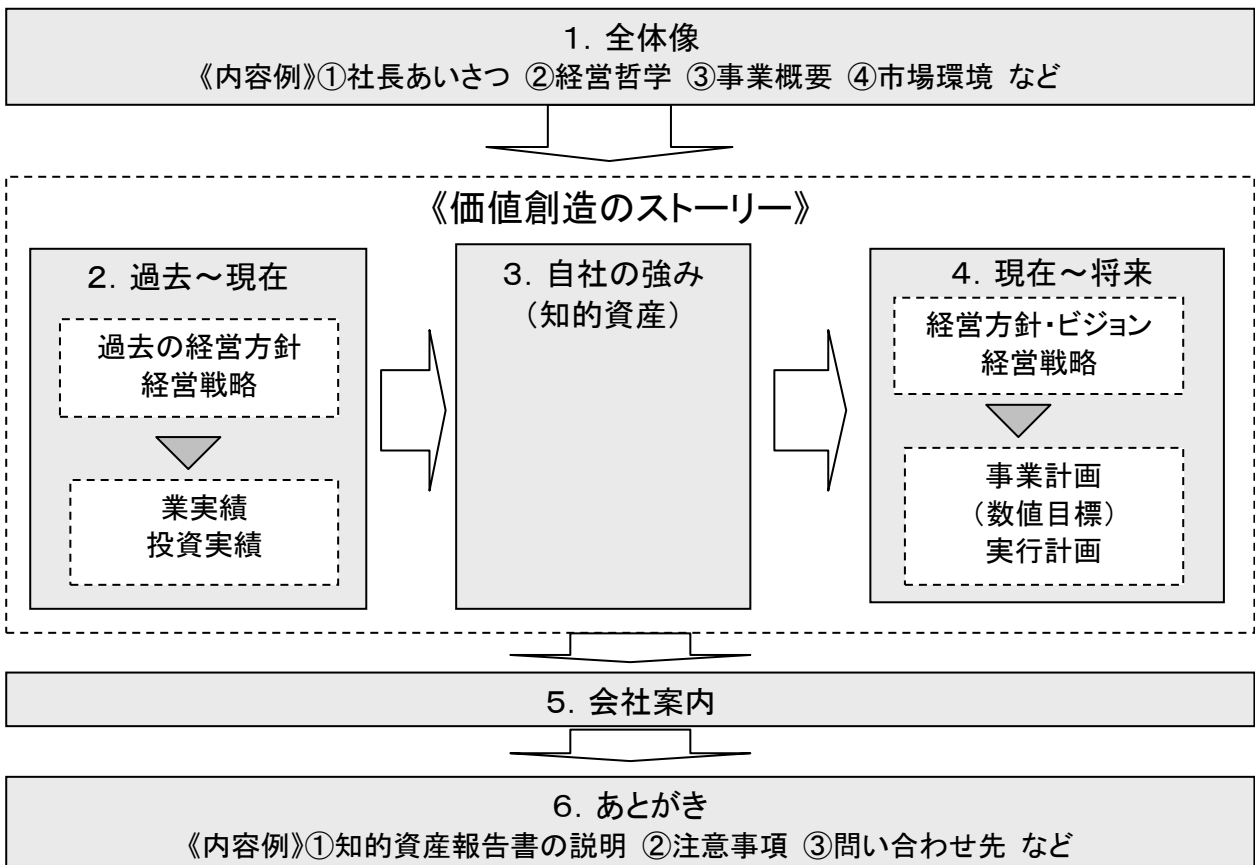 １．全体像
《内容例》①社長あいさつ ②経営哲学 ③事業概要 ④市場環境 など
《価値創造のストーリー》
２．過去～現在
過去の経営方針
経営戦略
業実績
投資実績
３．自社の強み
（知的資産）
４．現在～将来
経営方針・ビジョン
経営戦略
事業計画
（数値目標）
実行計画
５．会社案内
６．あとがき
《内容例》①知的資産報告書の説明 ②注意事項 ③問い合わせ先 など